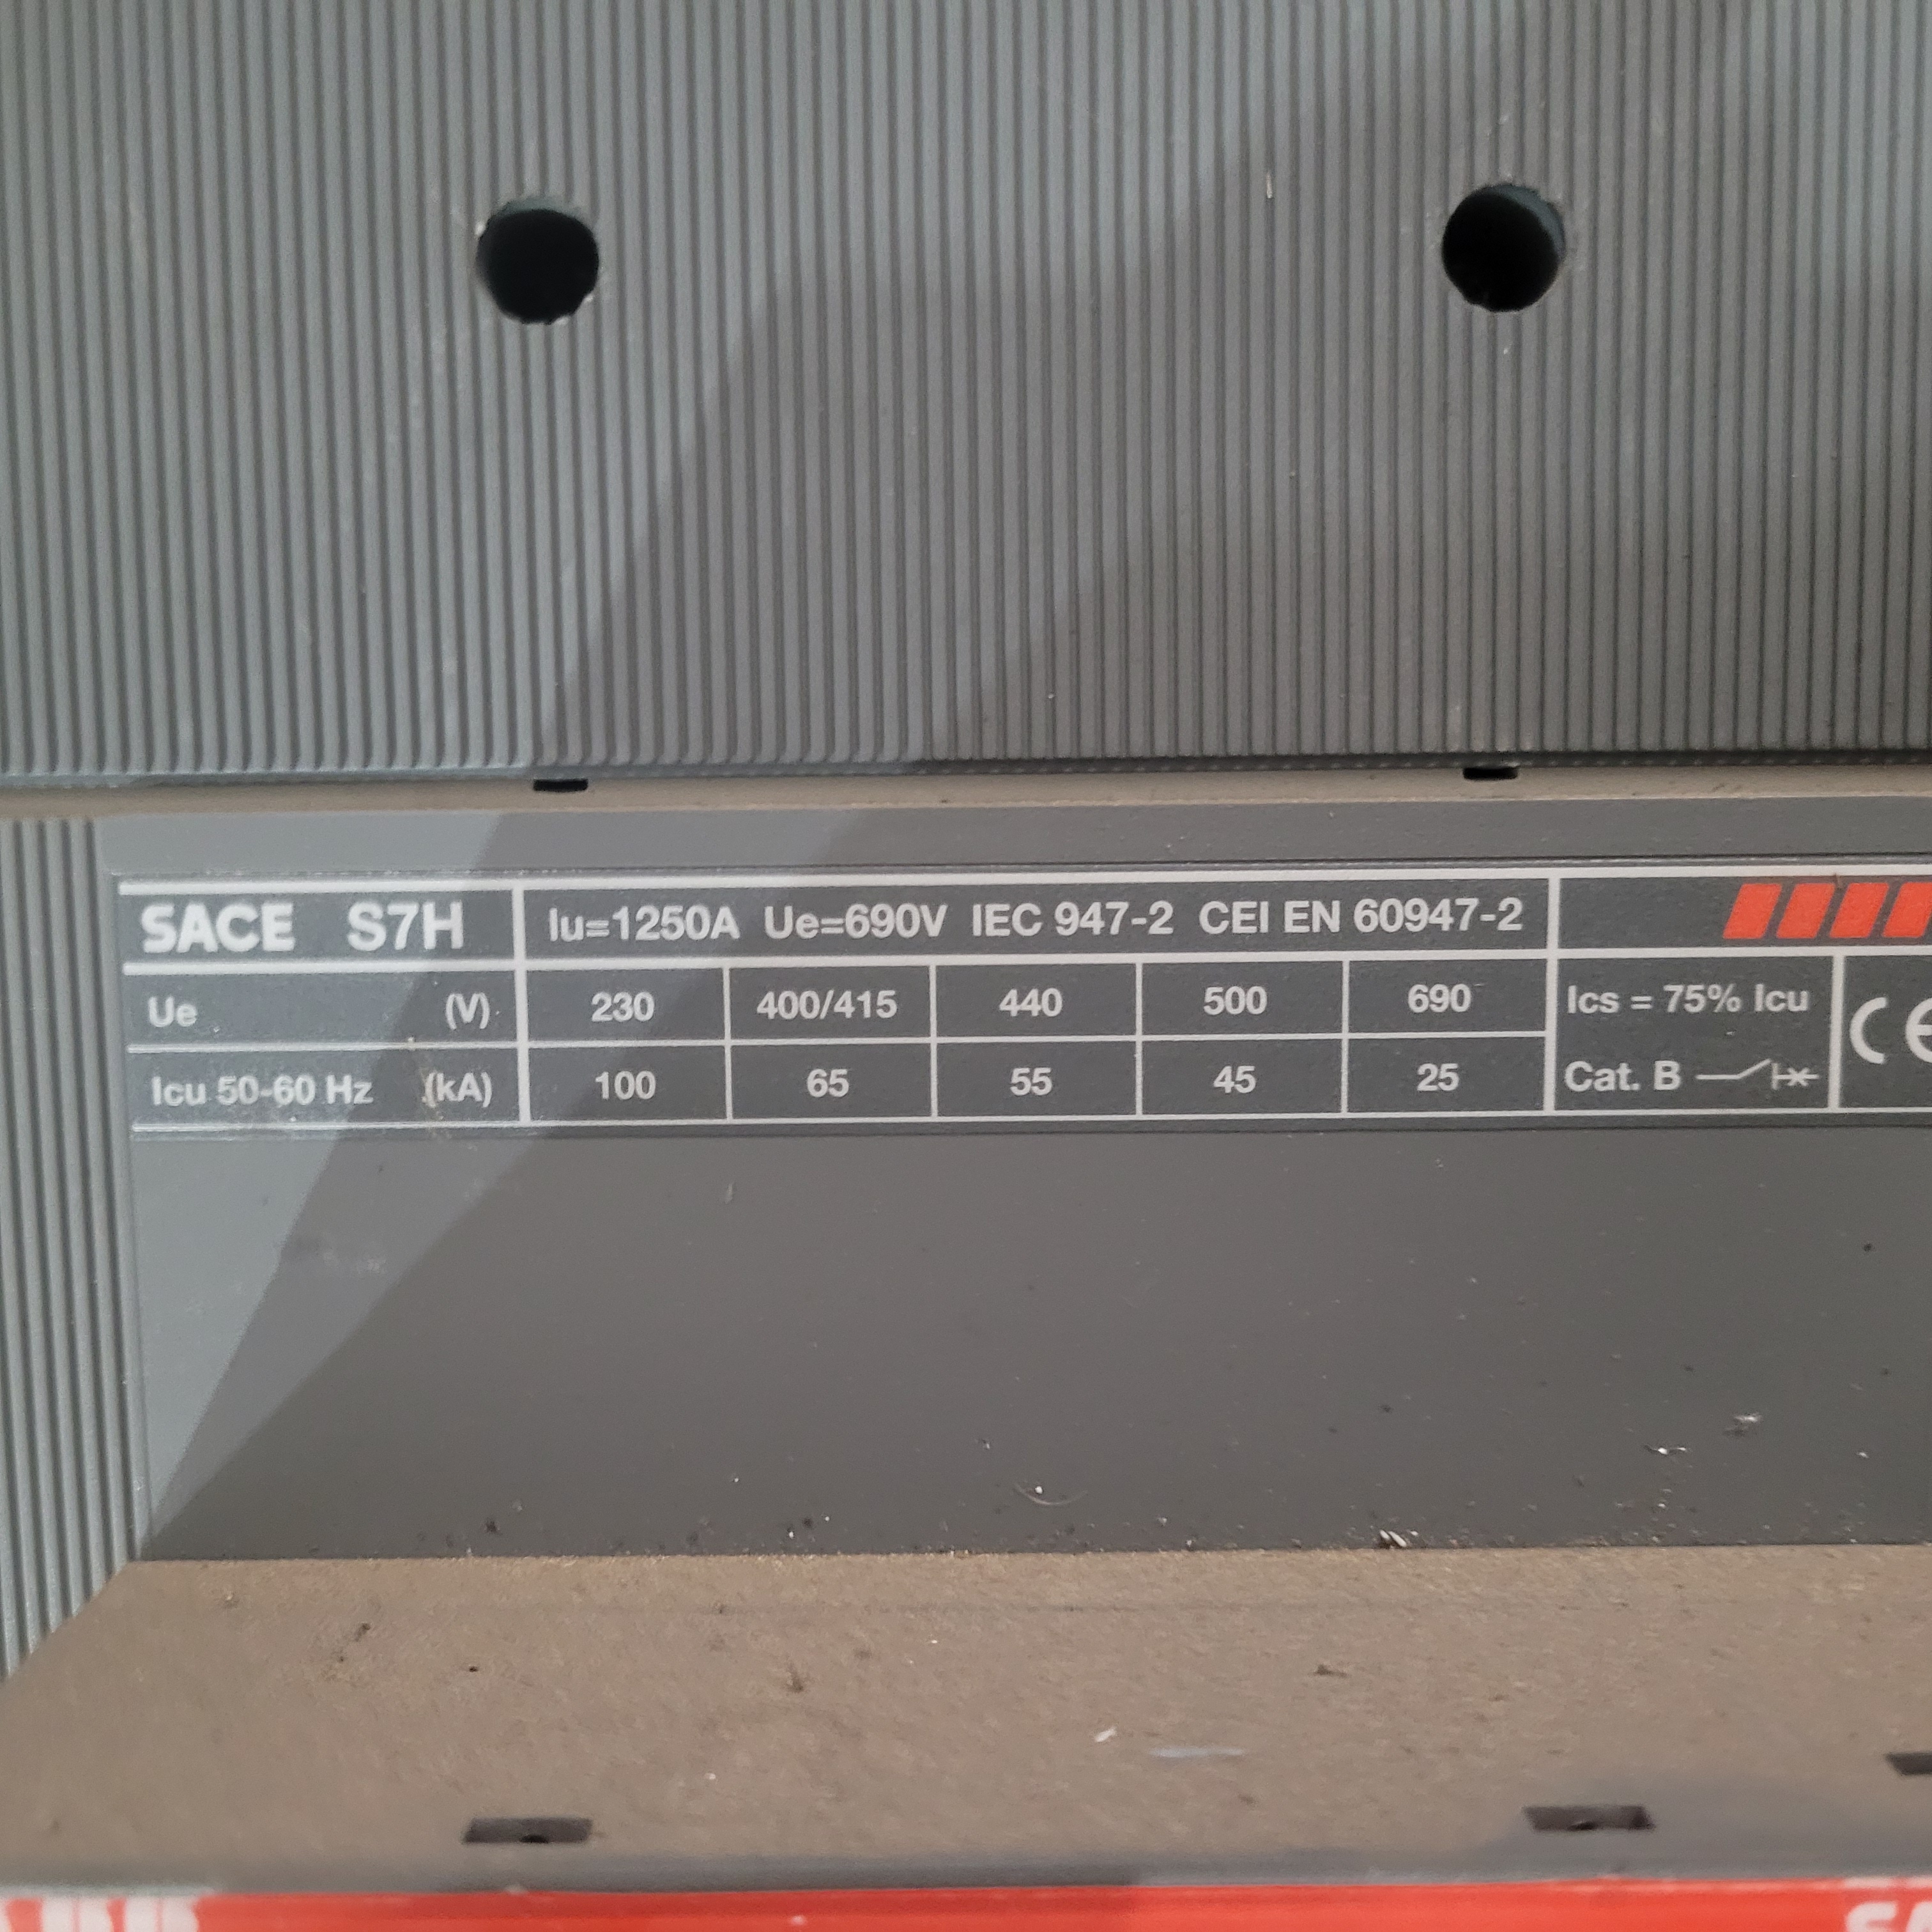 SACE S7H Iu=1250A Ue=690V IEC 947-2 CEI EN 60947-2
Ue (V) 230 400/415 440 500 690 Ics = 75% Icu
Icu 50-60 Hz (kA) 100 65 55 45 25 Cat. B
CE